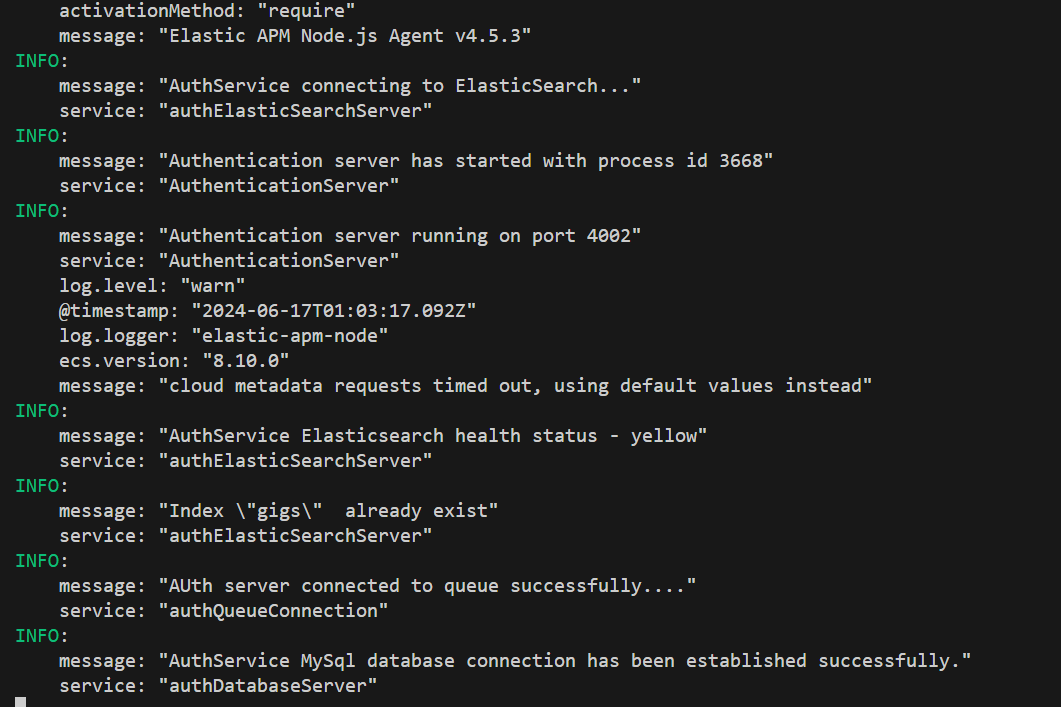 activationMethod: "require"
message: "Elastic APM Node.js Agent v4.5.3"
INFO:
message: "AuthService connecting to ElasticSearch..."
service: "authElasticSearchServer"
INFO:
message: "Authentication server has started with process id 3668"
service: "AuthenticationServer"
INFO:
message: "Authentication server running on port 4002"
service: "AuthenticationServer"
log.level: "warn"
@timestamp: "2024-06-17T01:03:17.092Z"
log.logger: "elastic-apm-node"
ecs.version: "8.10.0"
message: "cloud metadata requests timed out, using default values instead"
INFO:
message: "AuthService Elasticsearch health status - yellow"
service: "authElasticSearchServer"
INFO:
message: "Index \"gigs\"  already exist"
service: "authElasticSearchServer"
INFO:
message: "AUth server connected to queue successfully...."
service: "authQueueConnection"
INFO:
message: "AuthService MySql database connection has been established successfully."
service: "authDatabaseServer"